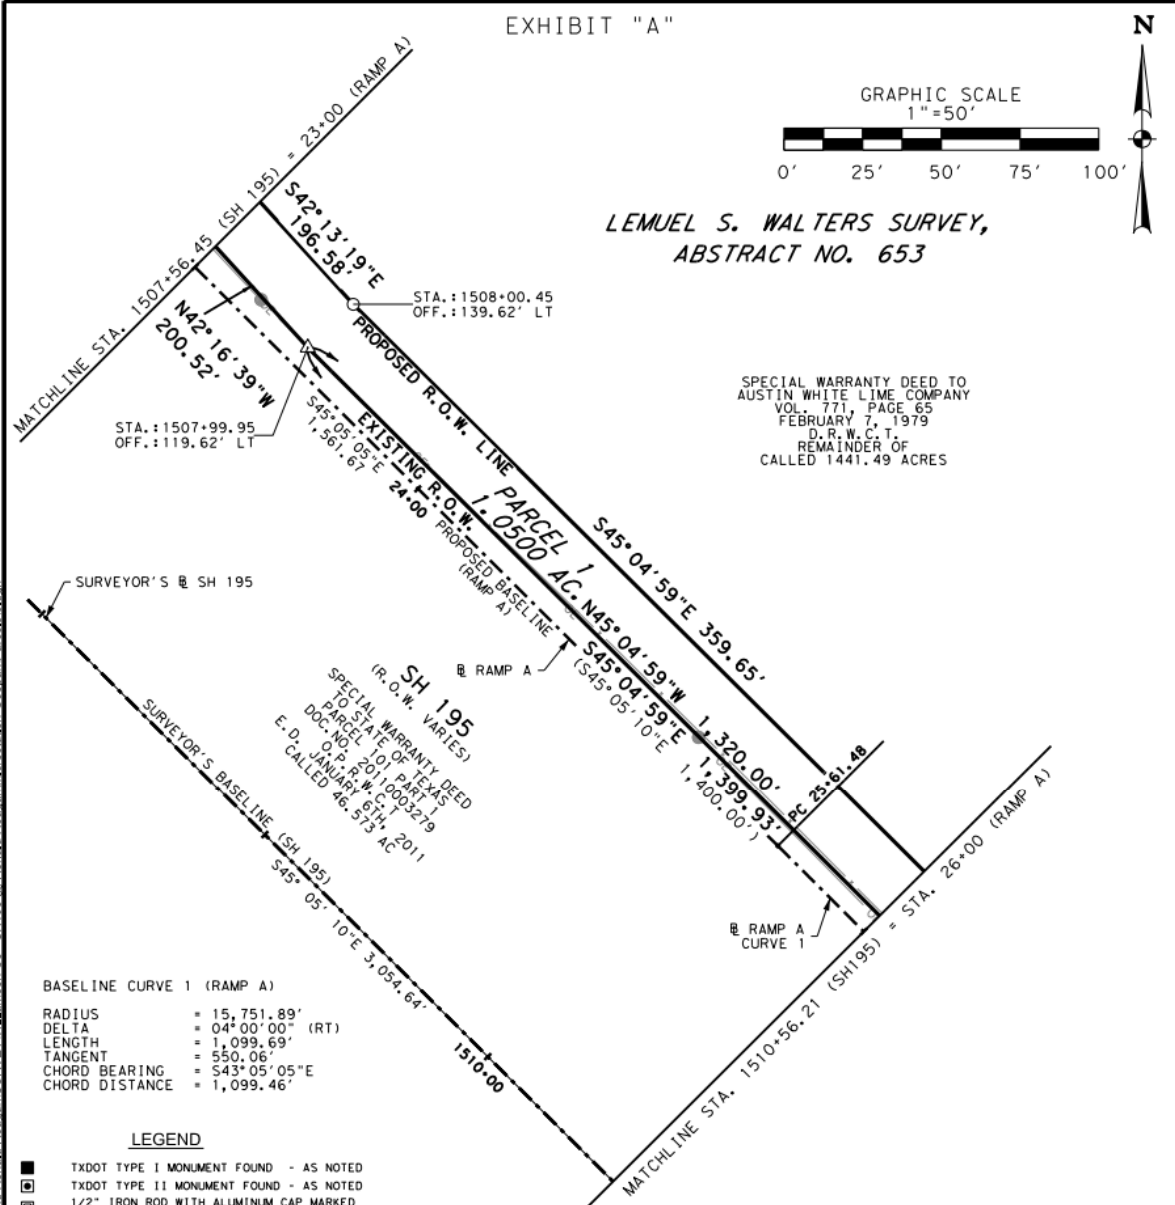 EXHIBIT "A"
N
GRAPHIC SCALE
1"=50'
0' 25' 50' 75' 100'
LEMUEL S. WALTERS SURVEY,
ABSTRACT NO. 653
MATCHLINE STA. 1507+56.45 (SH 195) = 23+00 (RAMP A)
S42°13'19"E
196.58'
STA.:1508+00.45
OFF.:139.62' LT
N42°16'39"W
200.52'
STA.:1507+99.95
OFF.:119.62' LT
PROPOSED R.O.W. LINE
EXISTING R.O.W.
S45°05'05"E
1,561.67
24+00
PROPOSED BASELINE
(RAMP A)
SPECIAL WARRANTY DEED TO
AUSTIN WHITE LIME COMPANY
VOL. 771, PAGE 65
FEBRUARY 7, 1979
D.R.W.C.T.
REMAINDER OF
CALLED 1441.49 ACRES
PARCEL 1
1.0500 AC.
S45°04'59"E 359.65'
N45°04'59"W 1,320.00'
S45°04'59"E 1,399.93'
(S45°05'10"E 1,400.00')
PC 25+61.48
SURVEYOR'S ⅊ SH 195
℔ RAMP A
SH 195
(R.O.W. VARIES)
SPECIAL WARRANTY DEED
TO STATE OF TEXAS
PARCEL 101 PART 1
DOC.NO. 20110003279
O.P.R.W.C.T
E.D. JANUARY 6TH, 2011
CALLED 46.573 AC
SURVEYOR'S BASELINE (SH 195)
S45° 05' 10"E 3,054.64'
1510+00
℔ RAMP A
CURVE 1
MATCHLINE STA. 1510+56.21 (SH195) = STA. 26+00 (RAMP A)
BASELINE CURVE 1 (RAMP A)
RADIUS = 15,751.89'
DELTA = 04°00'00" (RT)
LENGTH = 1,099.69'
TANGENT = 550.06'
CHORD BEARING = S43°05'05"E
CHORD DISTANCE = 1,099.46'
LEGEND
TXDOT TYPE I MONUMENT FOUND - AS NOTED
TXDOT TYPE II MONUMENT FOUND - AS NOTED
1/2" IRON ROD WITH ALUMINUM CAP MARKED